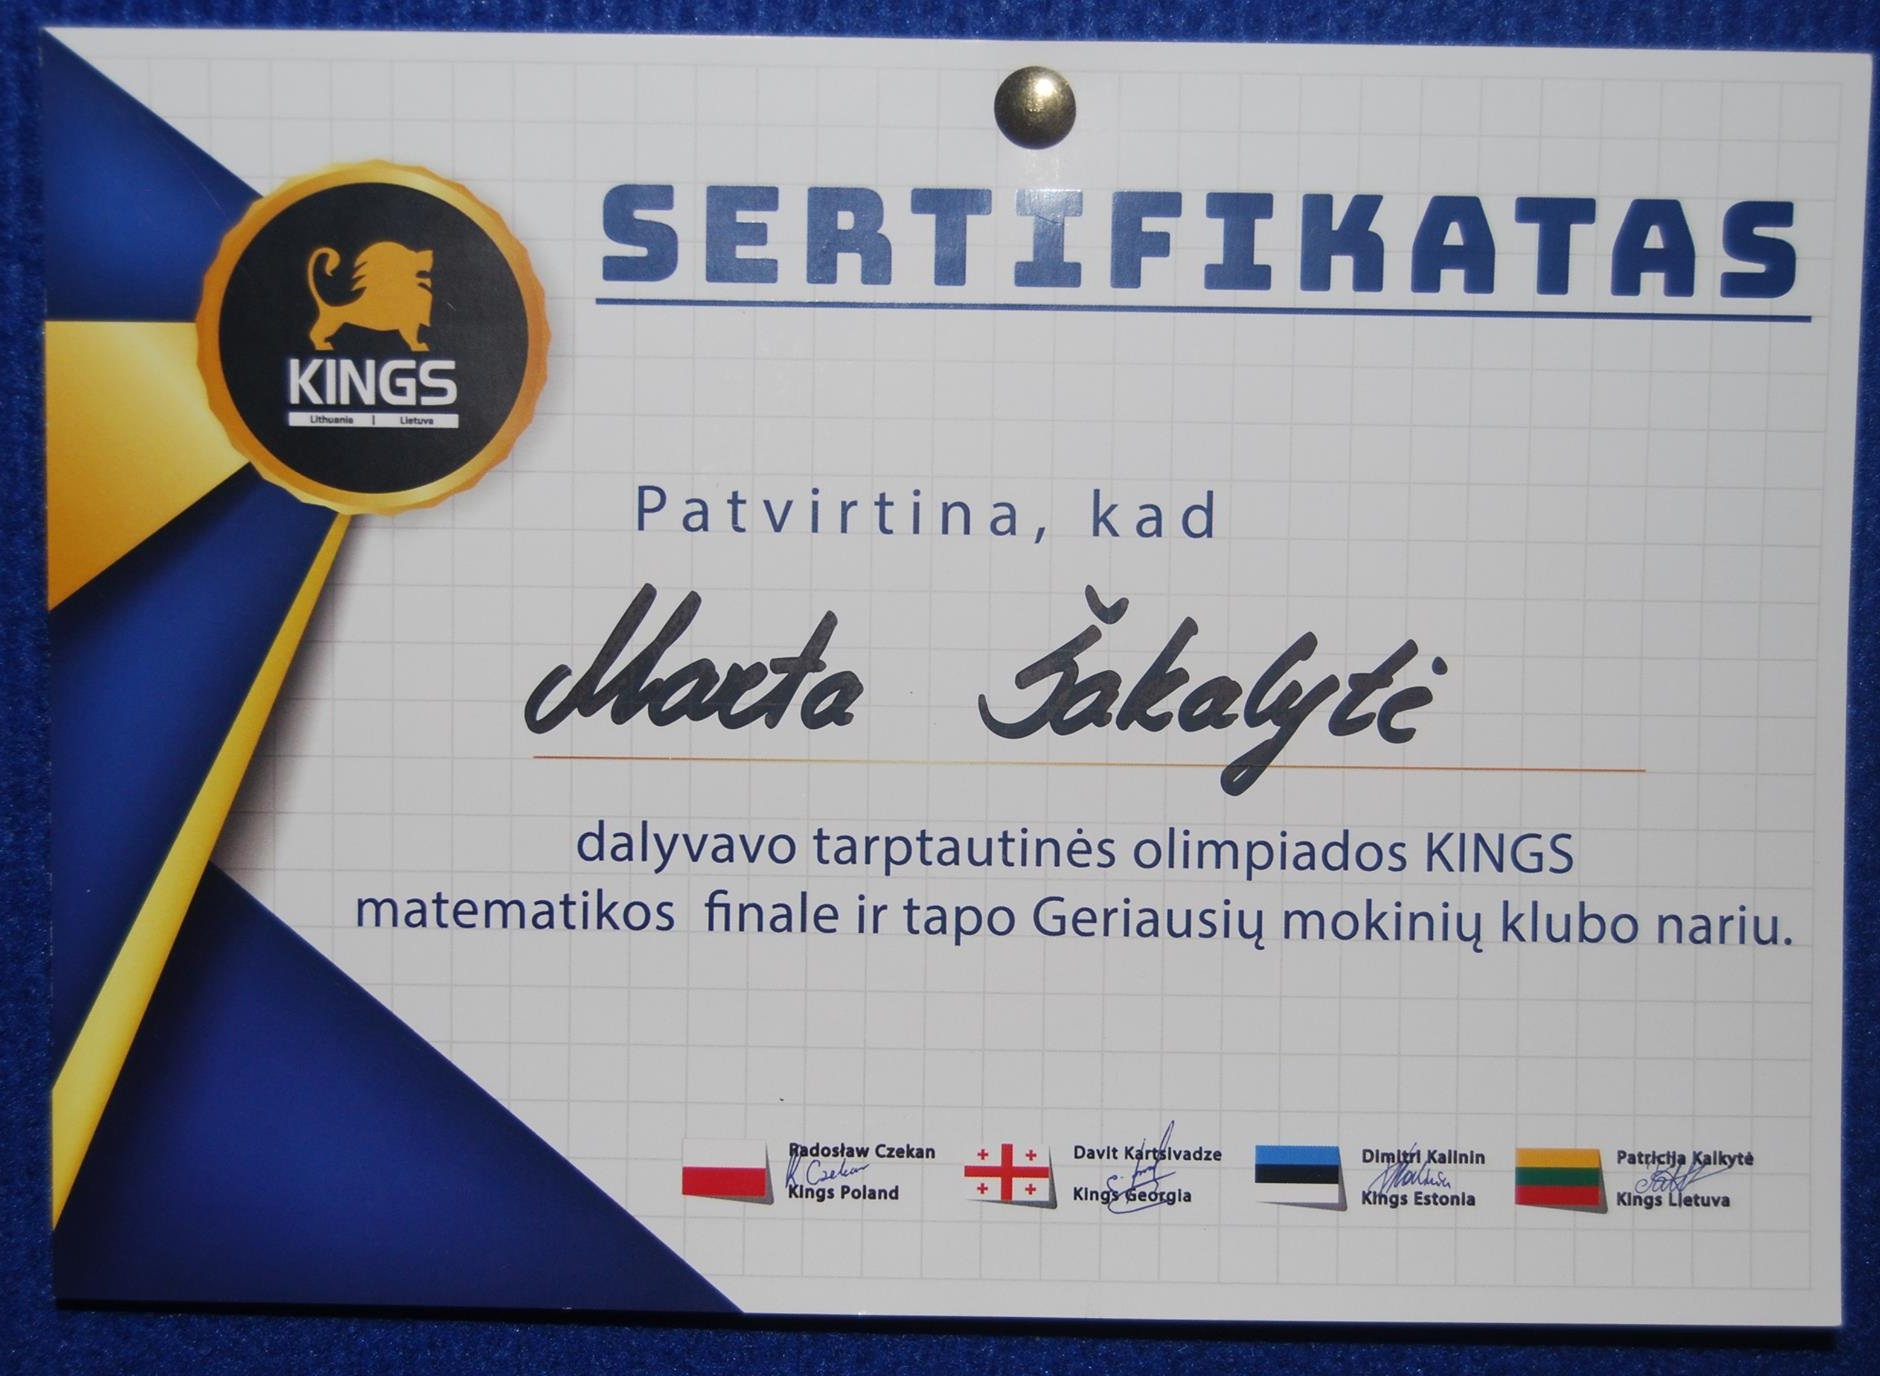 SERTIFIKATAS
KINGS
Lithuania | Lietuva
Patvirtina, kad
Marta Šakalytė
dalyvavo tarptautinės olimpiados KINGS
matematikos finale ir tapo Geriausių mokinių klubo nariu.
Radosław Czekan
R Czekan
Kings Poland
Davit Kartsivadze
Kings Georgia
Dimitri Kalinin
Kings Estonia
Patricija Kalkytė
Kings Lietuva